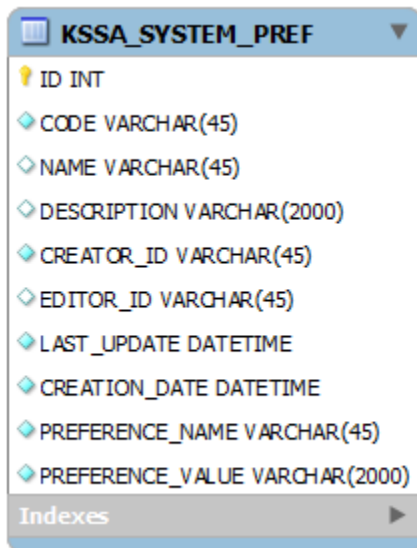 KSSA_SYSTEM_PREF
ID INT
CODE VARCHAR(45)
NAME VARCHAR(45)
DESCRIPTION VARCHAR(2000)
CREATOR_ID VARCHAR(45)
EDITOR_ID VARCHAR(45)
LAST_UPDATE DATETIME
CREATION_DATE DATETIME
PREFERENCE_NAME VARCHAR(45)
PREFERENCE_VALUE VARCHAR(2000)
Indexes